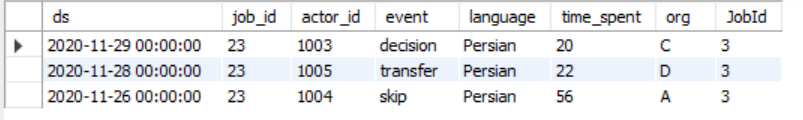 ds job_id actor_id event language time_spent org JobId
2020-11-29 00:00:00 23 1003 decision Persian 20 C 3
2020-11-28 00:00:00 23 1005 transfer Persian 22 D 3
2020-11-26 00:00:00 23 1004 skip Persian 56 A 3